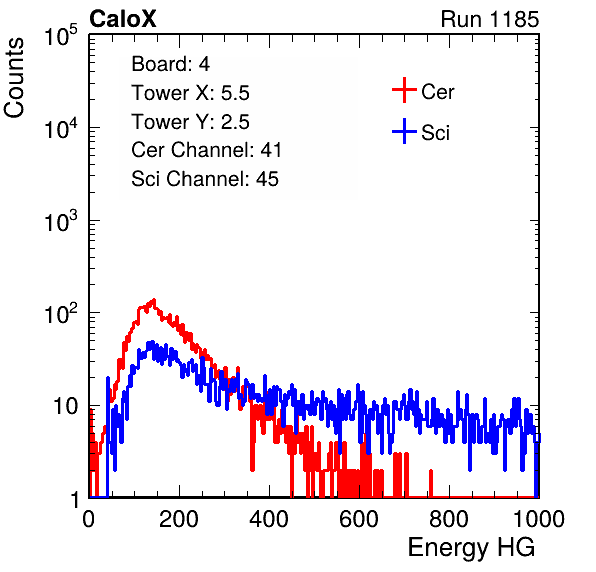 CaloX Run 1185
Counts
Board: 4
Tower X: 5.5
Tower Y: 2.5
Cer Channel: 41
Sci Channel: 45
Cer
Sci
10^5
10^4
10^3
10^2
10
1
0 200 400 600 800 1000
Energy HG